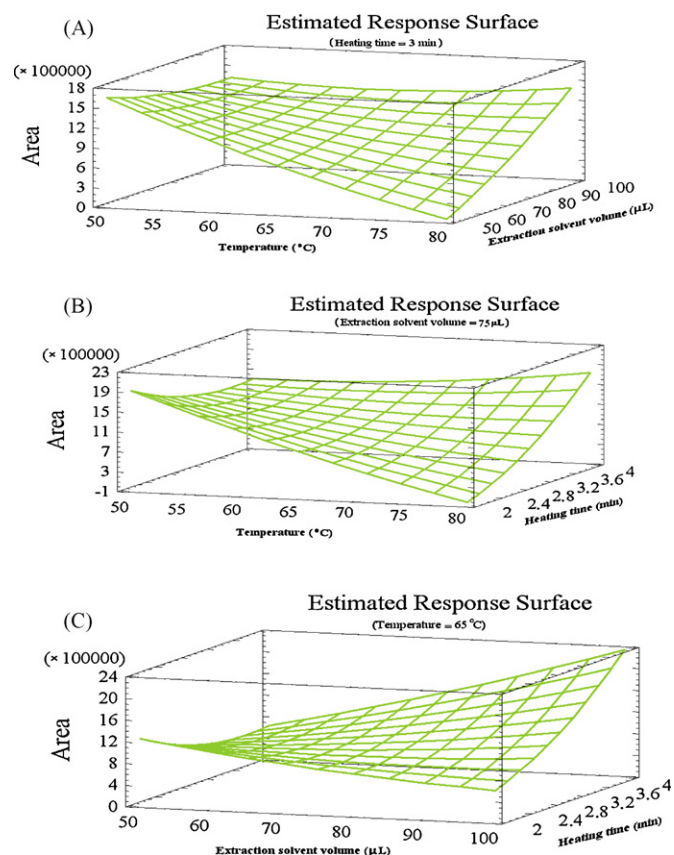 (A)
Estimated Response Surface
(Heating time = 3 min)
(× 100000)
Area
18
15
12
9
6
3
0
50 55 60 65 70 75 80
Temperature (°C)
50 60 70 80 90 100
Extraction solvent volume (µL)
(B)
Estimated Response Surface
(Extraction solvent volume = 75µL)
(× 100000)
Area
23
19
15
11
7
3
-1
50 55 60 65 70 75 80
Temperature (°C)
2 2.4 2.8 3.2 3.6 4
Heating time (min)
(C)
Estimated Response Surface
(Temperature = 65 °C)
(× 100000)
Area
24
20
16
12
8
4
0
50 60 70 80 90 100
Extraction solvent volume (µL)
2 2.4 2.8 3.2 3.6 4
Heating time (min)